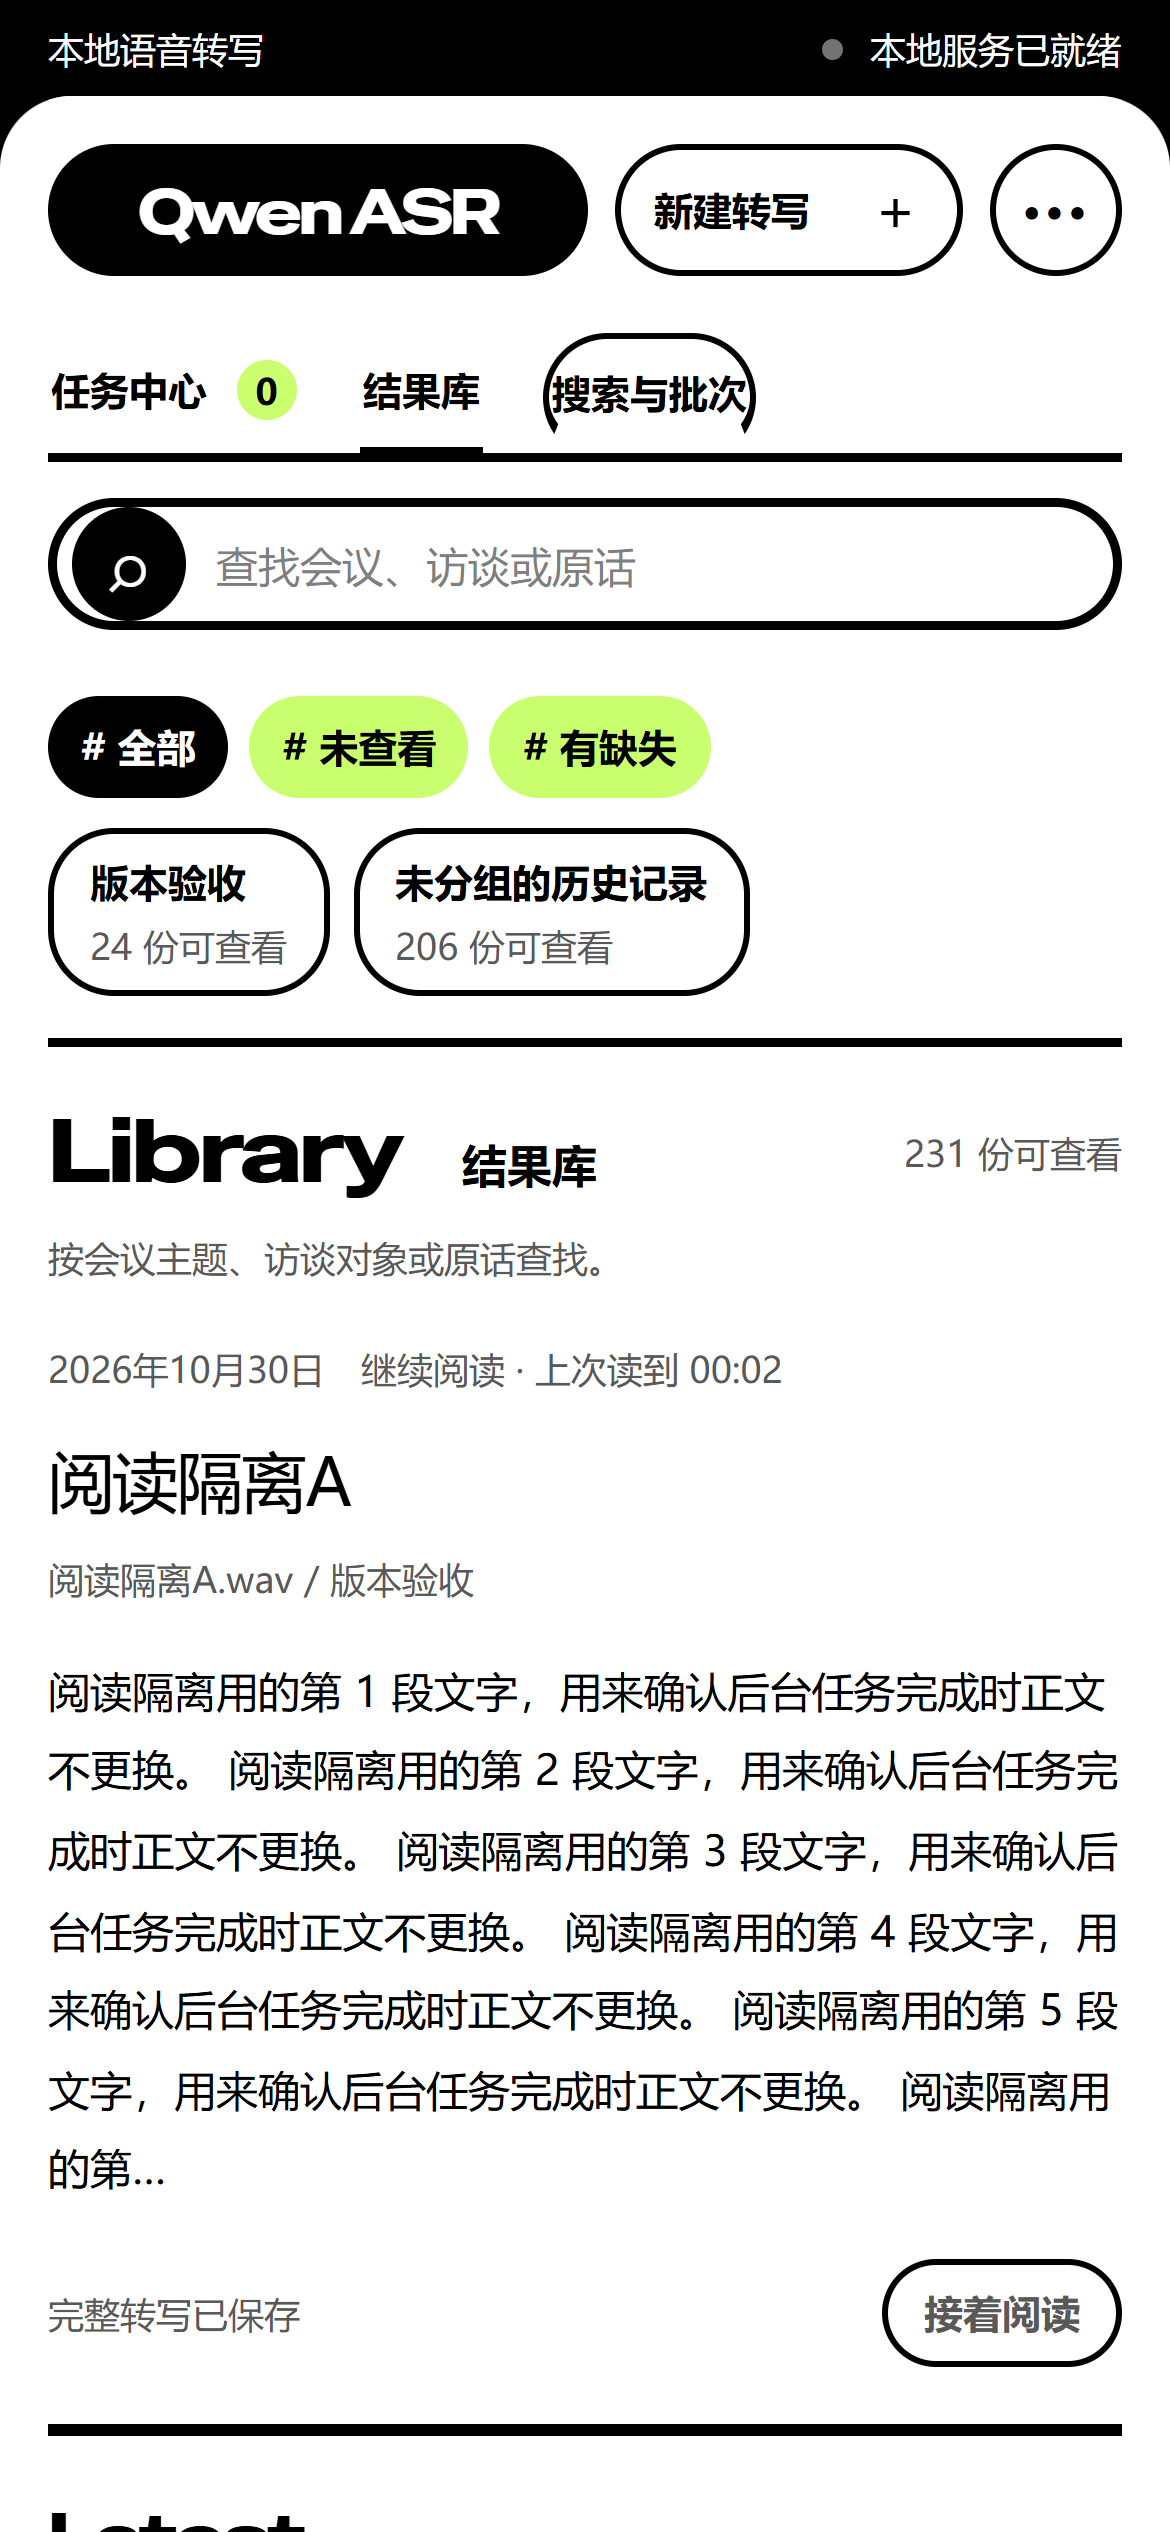 本地语音转写
本地服务已就绪
Qwen ASR
新建转写 +
任务中心 0
结果库
搜索与批次
查找会议、访谈或原话
# 全部
# 未查看
# 有缺失
版本验收
24 份可查看
未分组的历史记录
206 份可查看
Library 结果库
231 份可查看
按会议主题、访谈对象或原话查找。
2026年10月30日 继续阅读 · 上次读到 00:02
阅读隔离A
阅读隔离A.wav / 版本验收
阅读隔离用的第 1 段文字，用来确认后台任务完成时正文
不更换。 阅读隔离用的第 2 段文字，用来确认后台任务完
成时正文不更换。 阅读隔离用的第 3 段文字，用来确认后
台任务完成时正文不更换。 阅读隔离用的第 4 段文字，用
来确认后台任务完成时正文不更换。 阅读隔离用的第 5 段
文字，用来确认后台任务完成时正文不更换。 阅读隔离用
的第...
完整转写已保存
接着阅读
Latest